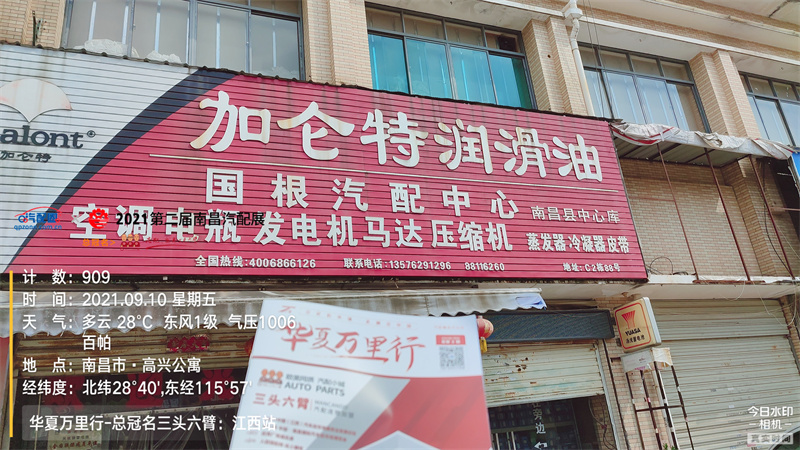 alont®
加仑特
加仑特润滑油
国根汽配中心
南昌县中心库
空调电瓶发电机马达压缩机
蒸发器冷凝器皮带
全国热线:4006866126 联系电话:13576291296 88116260 地址:C2栋88号
汽配圈
2021第二届南昌汽配展
计 数:909
时 间:2021.09.10 星期五
天 气:多云 28°C 东风1级 气压1006
百帕
地 点:南昌市·高兴公寓
经纬度:北纬28°40',东经115°57'
华夏万里行-总冠名三头六臂:江西站
华夏万里行
AUTO PARTS
三头六臂
YUASA
旁边
今日水印
-相机-